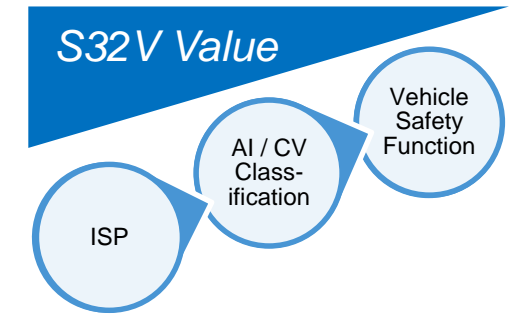 S32V Value
Vehicle
Safety
Function
AI / CV
Class-
ification
ISP